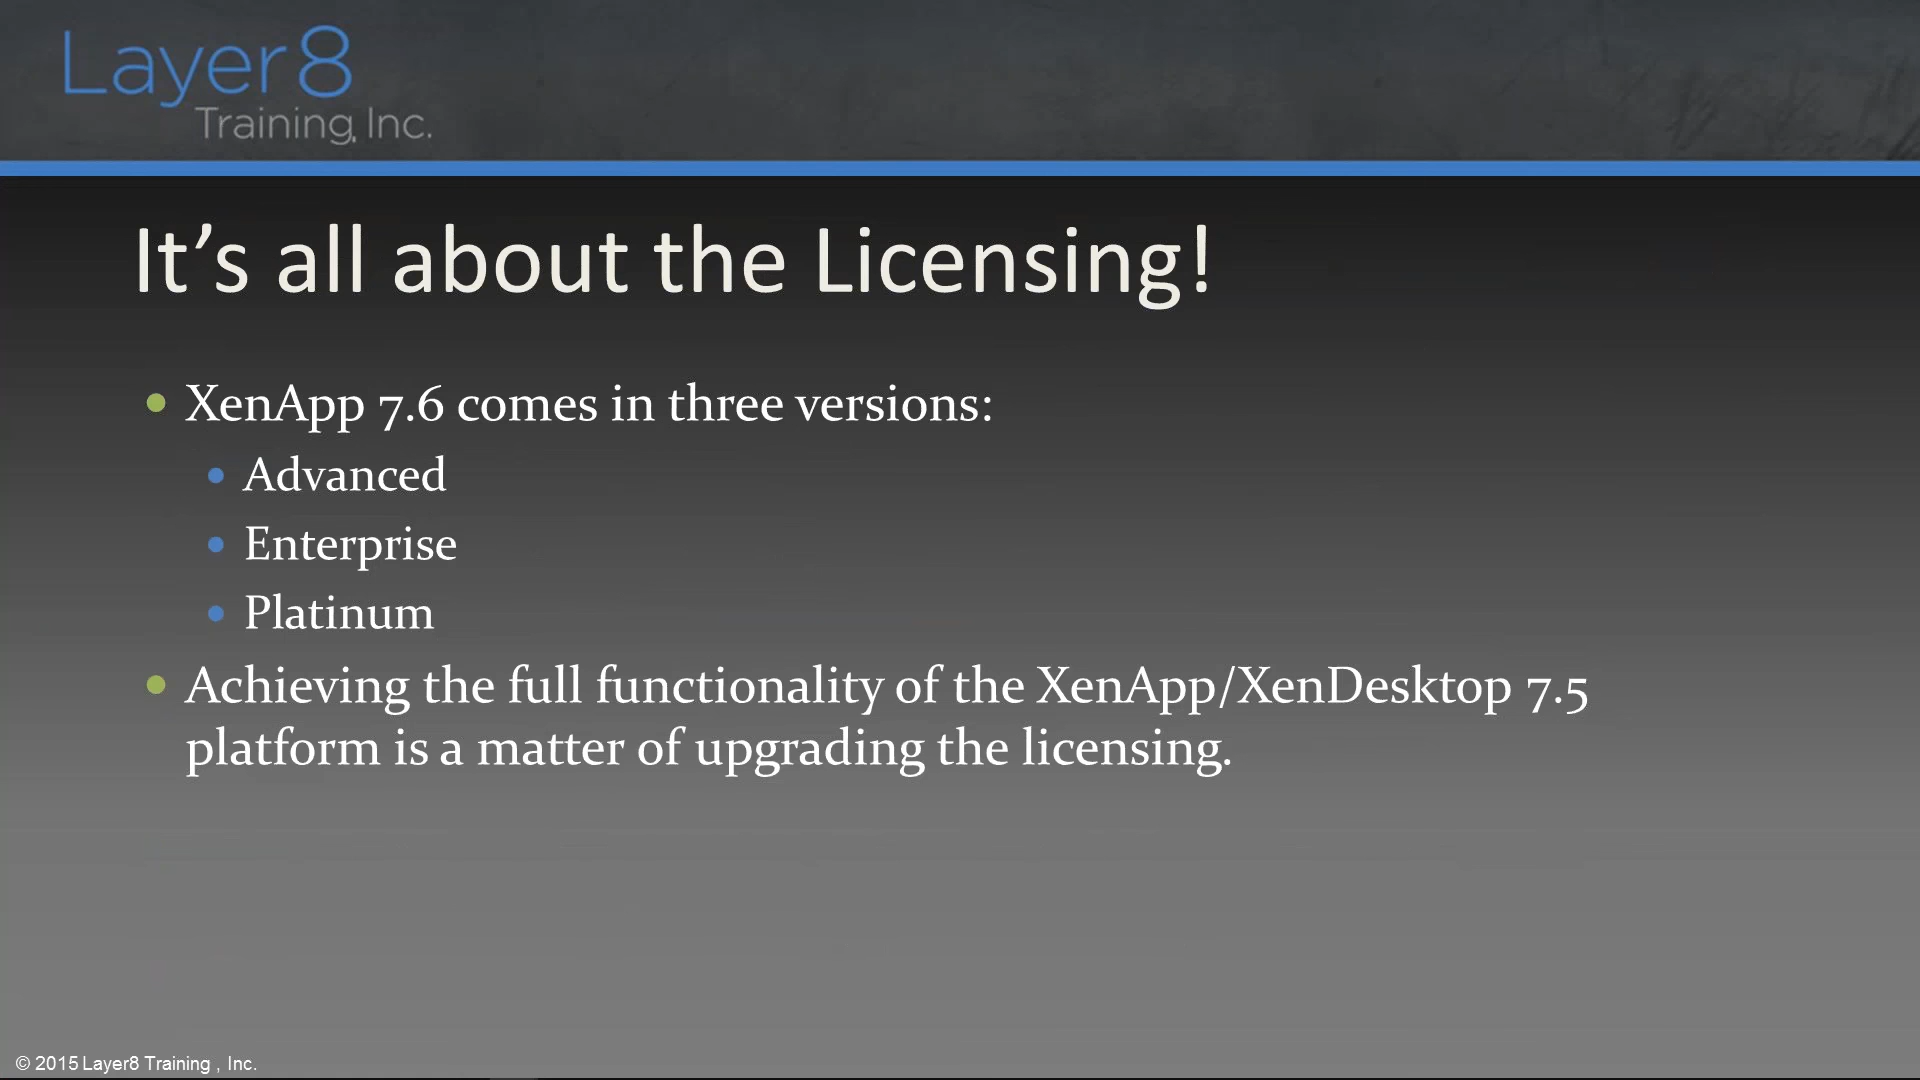 Layer8
Training, Inc.
It's all about the Licensing!
XenApp 7.6 comes in three versions:
Advanced
Enterprise
Platinum
Achieving the full functionality of the XenApp/XenDesktop 7.5
platform is a matter of upgrading the licensing.
© 2015 Layer8 Training , Inc.